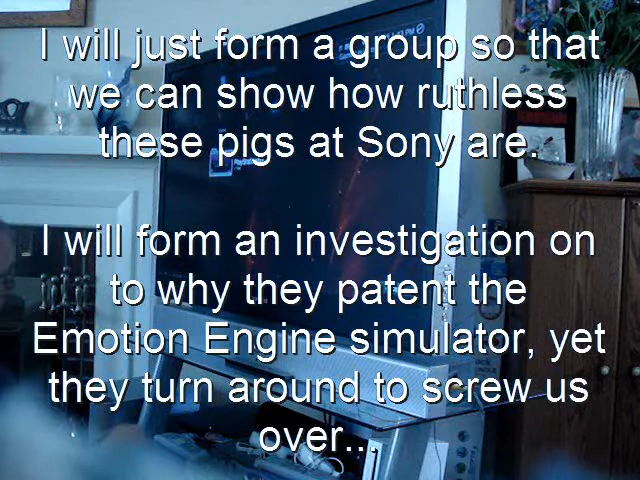 I will just form a group so that
we can show how ruthless
these pigs at Sony are.
I will form an investigation on
to why they patent the
Emotion Engine simulator, yet
they turn around to screw us
over...